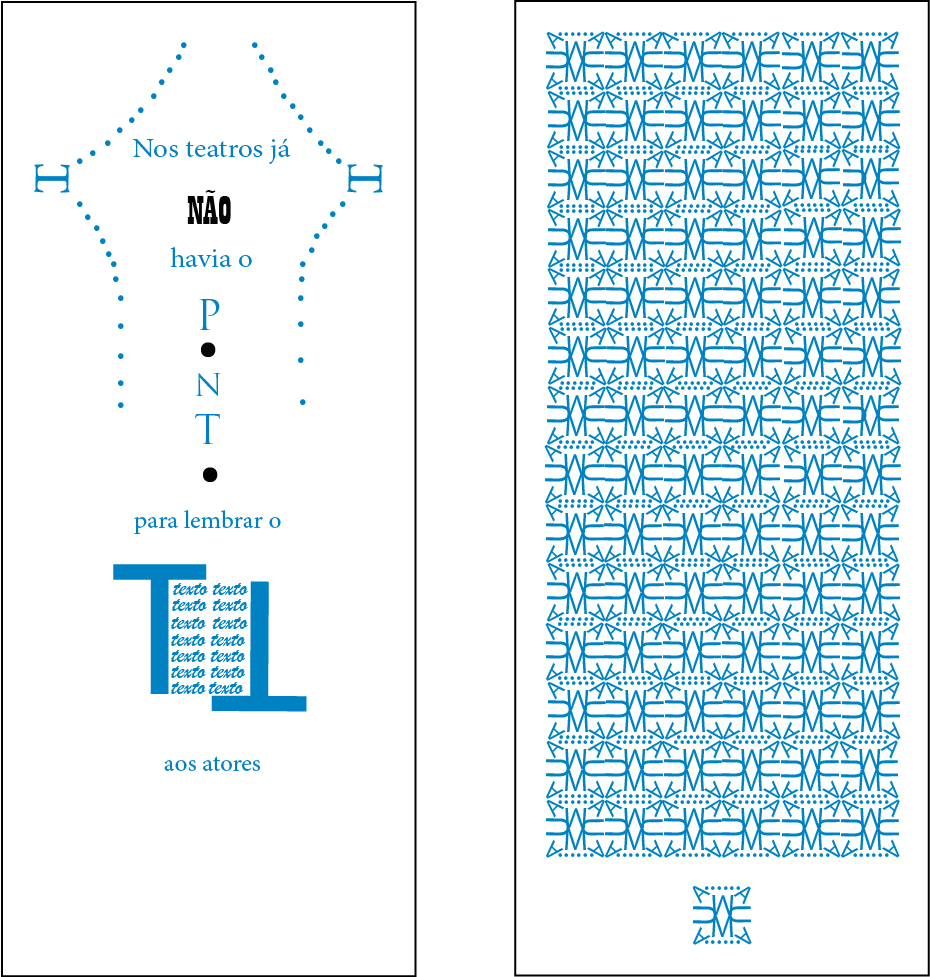 Nos teatros já
I I
NÃO
havia o
P
●
N
T
●
para lembrar o
T T
texto texto
texto texto
texto texto
texto texto
texto texto
texto texto
texto texto
aos atores